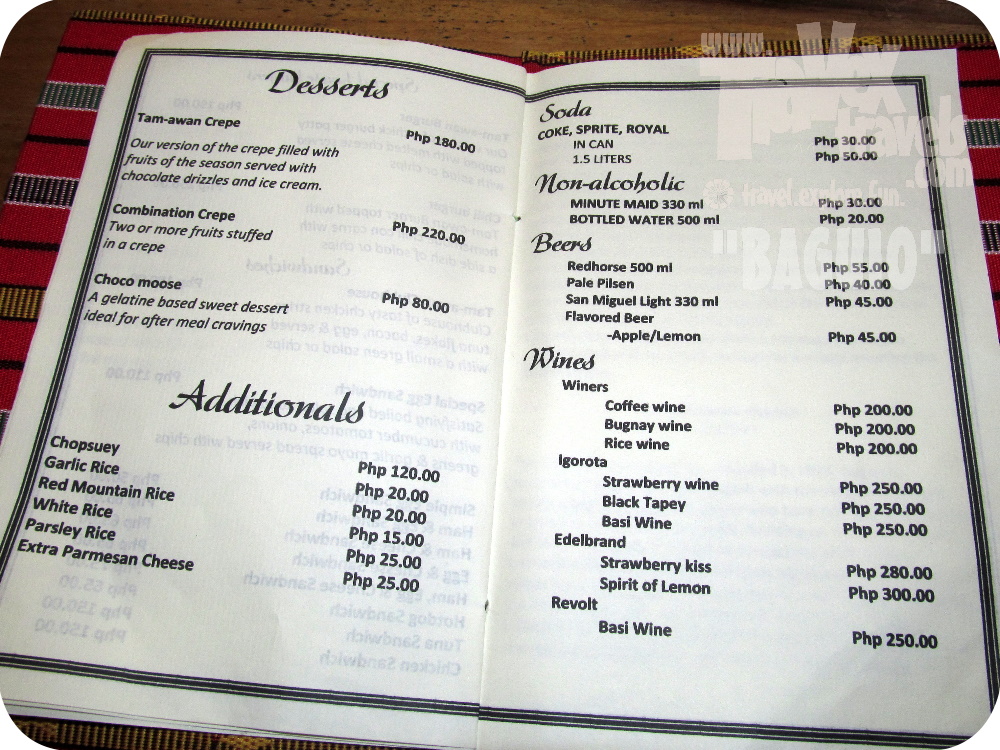 Desserts
Tam-awan Crepe Php 180.00
Our version of the crepe filled with
fruits of the season served with
chocolate drizzles and ice cream.
Combination Crepe Php 220.00
Two or more fruits stuffed
in a crepe
Choco moose Php 80.00
A gelatine based sweet dessert
ideal for after meal cravings
Additionals
Chopsuey Php 120.00
Garlic Rice Php 20.00
Red Mountain Rice Php 20.00
White Rice Php 15.00
Parsley Rice Php 25.00
Extra Parmesan Cheese Php 25.00
Soda
COKE, SPRITE, ROYAL
IN CAN Php 30.00
1.5 LITERS Php 50.00
Non-alcoholic
MINUTE MAID 330 ml Php 30.00
BOTTLED WATER 500 ml Php 20.00
Beers
Redhorse 500 ml Php 55.00
Pale Pilsen Php 40.00
San Miguel Light 330 ml Php 45.00
Flavored Beer
-Apple/Lemon Php 45.00
Wines
Winers
Coffee wine Php 200.00
Bugnay wine Php 200.00
Rice wine Php 200.00
Igorota
Strawberry wine Php 250.00
Black Tapey Php 250.00
Basi Wine Php 250.00
Edelbrand
Strawberry kiss Php 280.00
Spirit of Lemon Php 300.00
Revolt
Basi Wine Php 250.00
www.
travels
.com
travel.explore.fun.
"BAGUIO"